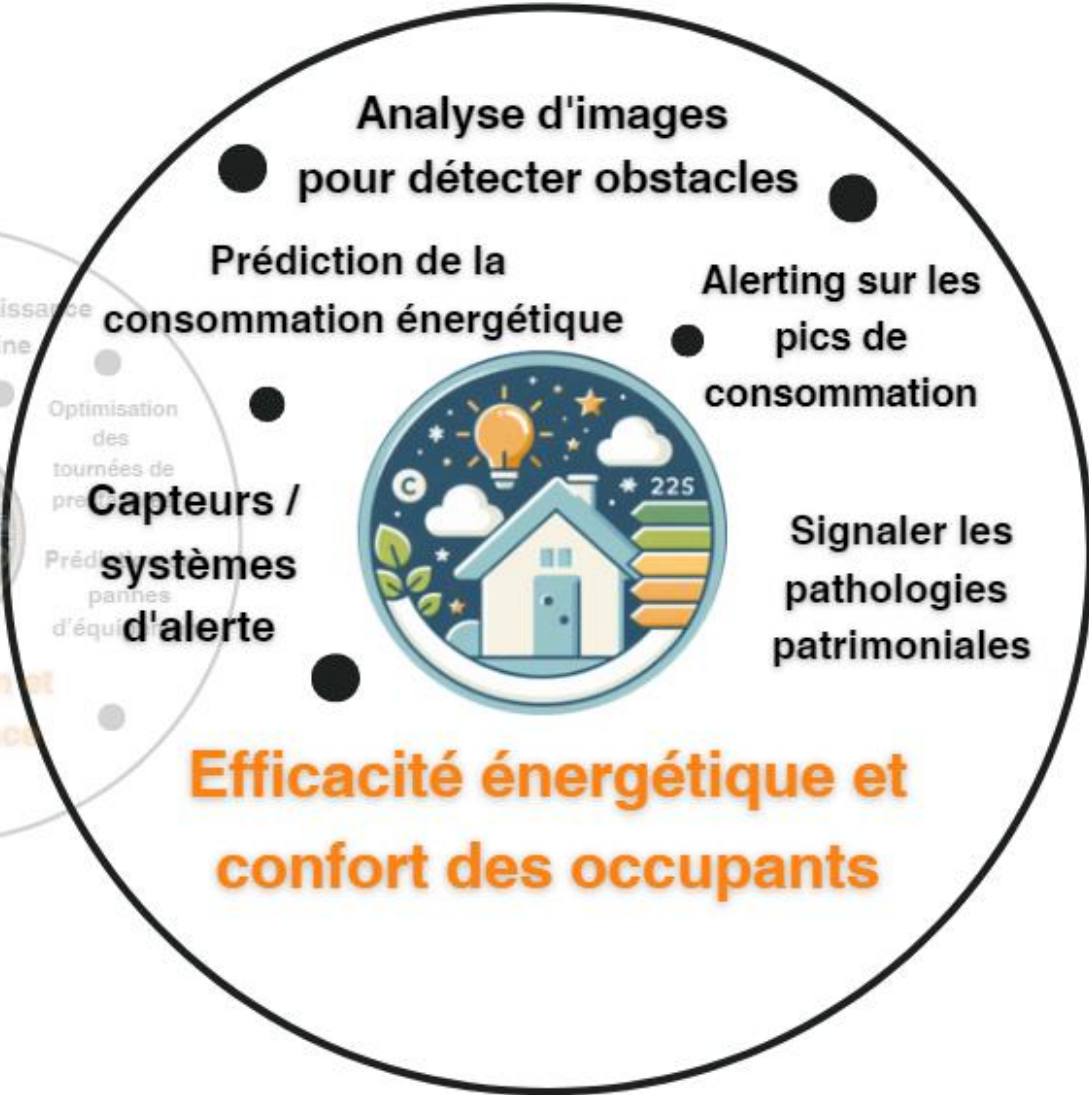 Analyse d'images
pour détecter obstacles
Prédiction de la
consommation énergétique
Alerting sur les
pics de
consommation
C
225
Capteurs /
systèmes
d'alerte
Signaler les
pathologies
patrimoniales
Efficacité énergétique et
confort des occupants
Optimisation
des
tournées de
pannes